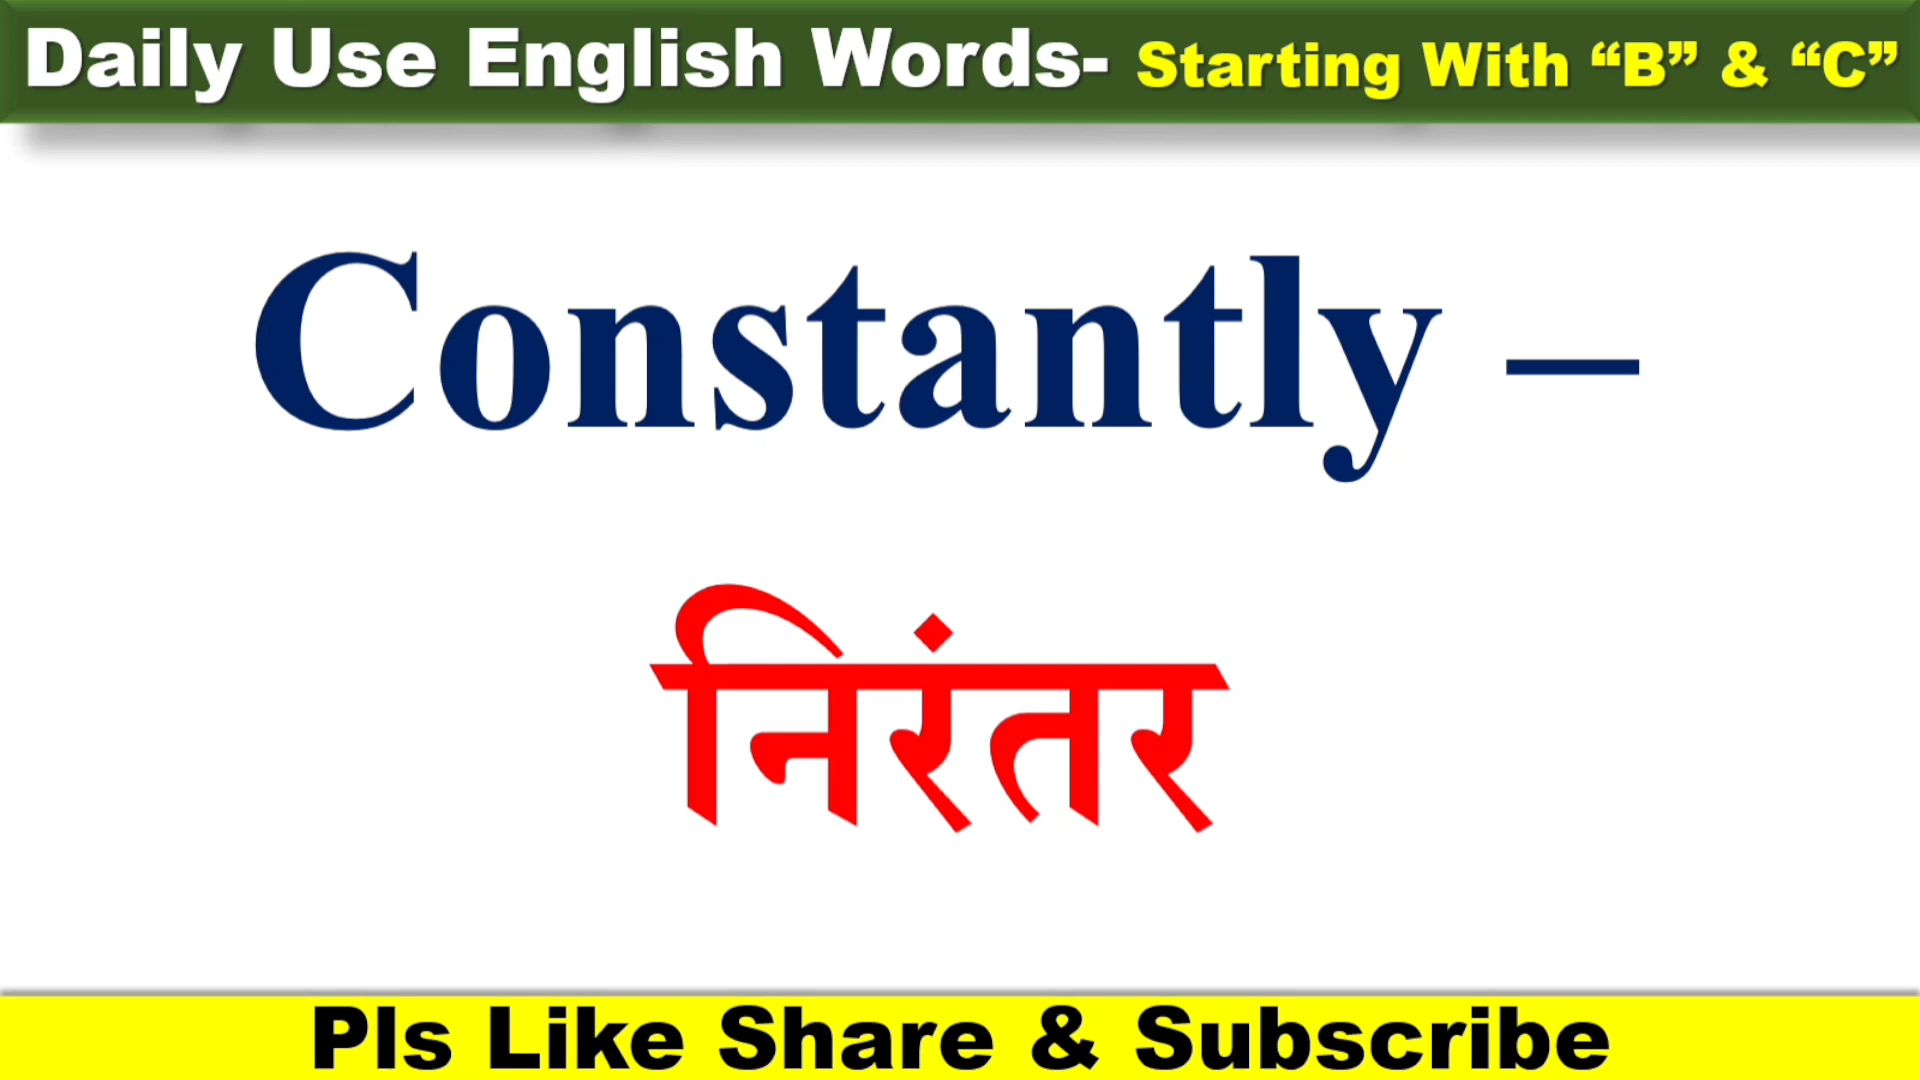 Daily Use English Words- Starting With “B” & “C”
Constantly –
निरंतर
Pls Like Share & Subscribe